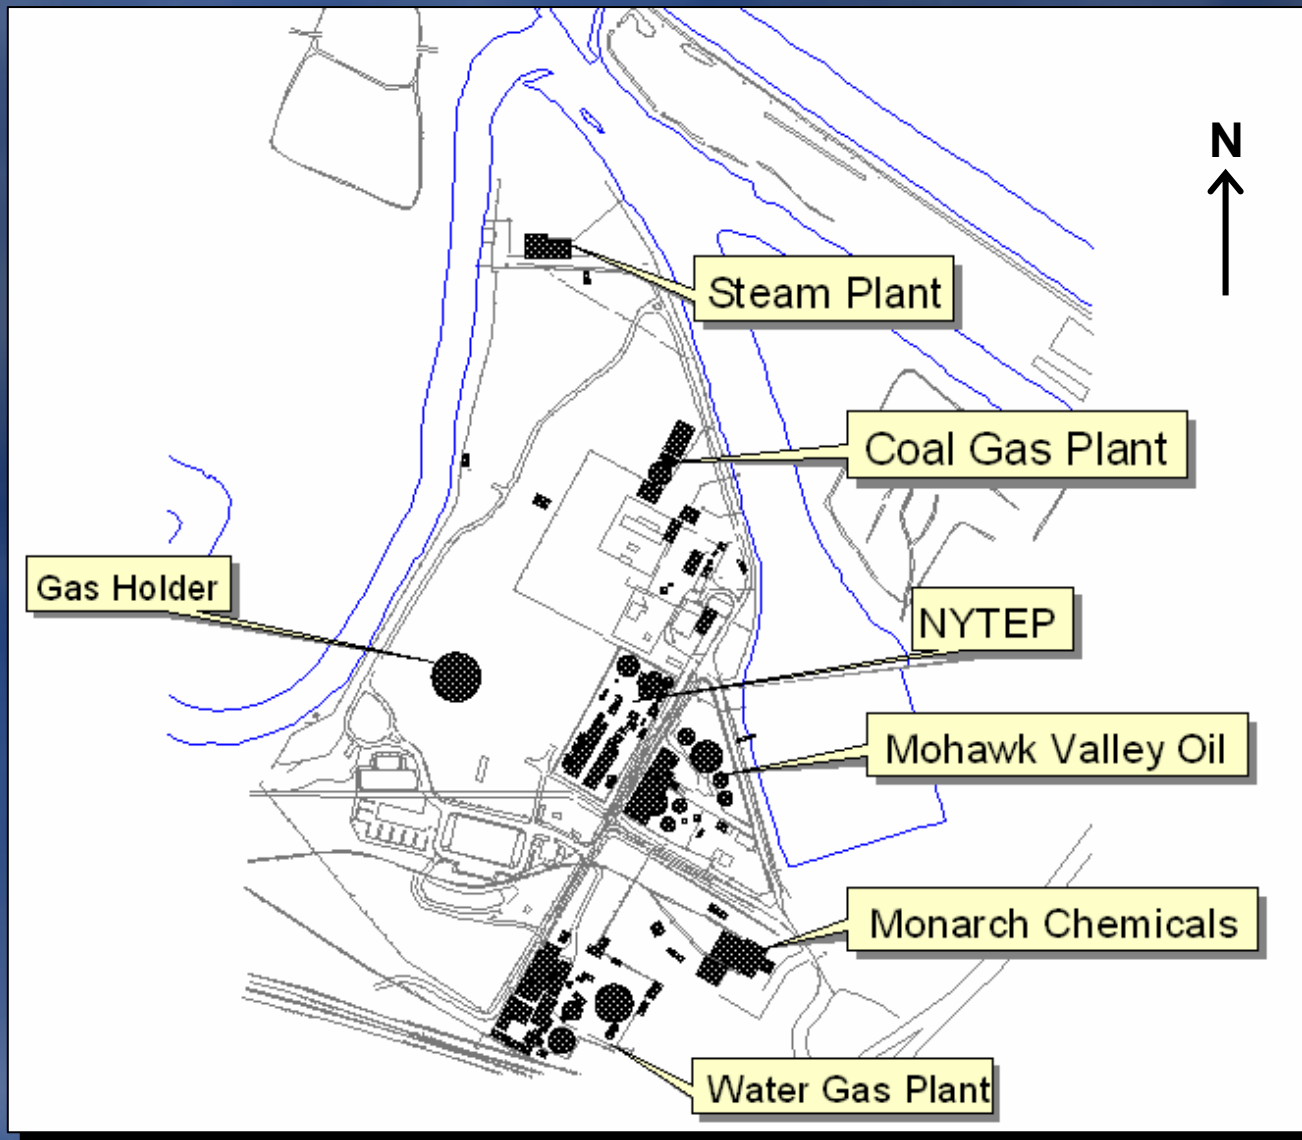 N
Steam Plant
Coal Gas Plant
Gas Holder
NYTEP
Mohawk Valley Oil
Monarch Chemicals
Water Gas Plant